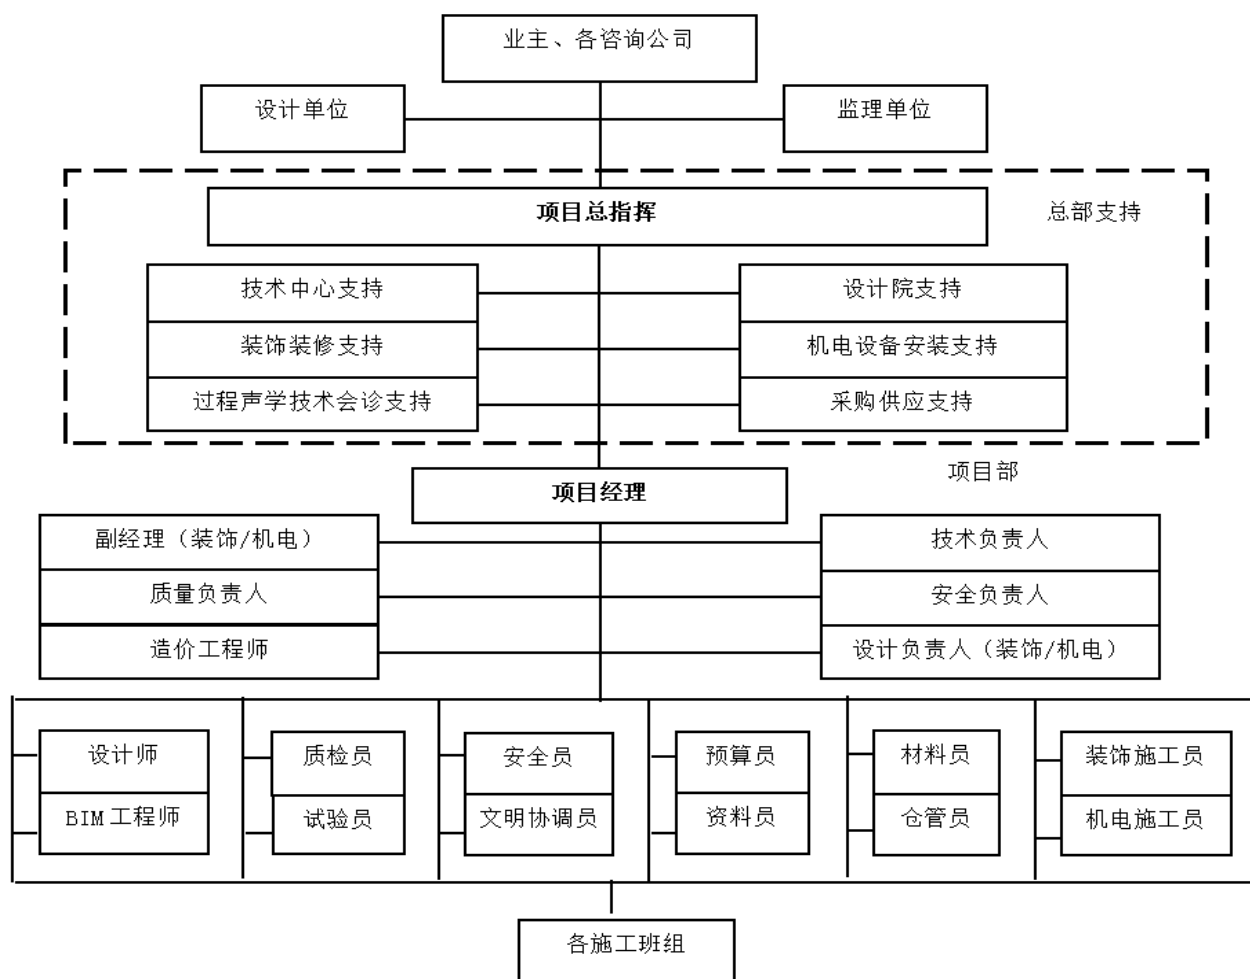 业主、各咨询公司
设计单位
监理单位
项目总指挥
总部支持
技术中心支持
设计院支持
装饰装修支持
机电设备安装支持
过程声学技术会诊支持
采购供应支持
项目部
项目经理
副经理（装饰/机电）
技术负责人
质量负责人
安全负责人
造价工程师
设计负责人（装饰/机电）
设计师
质检员
安全员
预算员
材料员
装饰施工员
BIM 工程师
试验员
文明协调员
资料员
仓管员
机电施工员
各施工班组